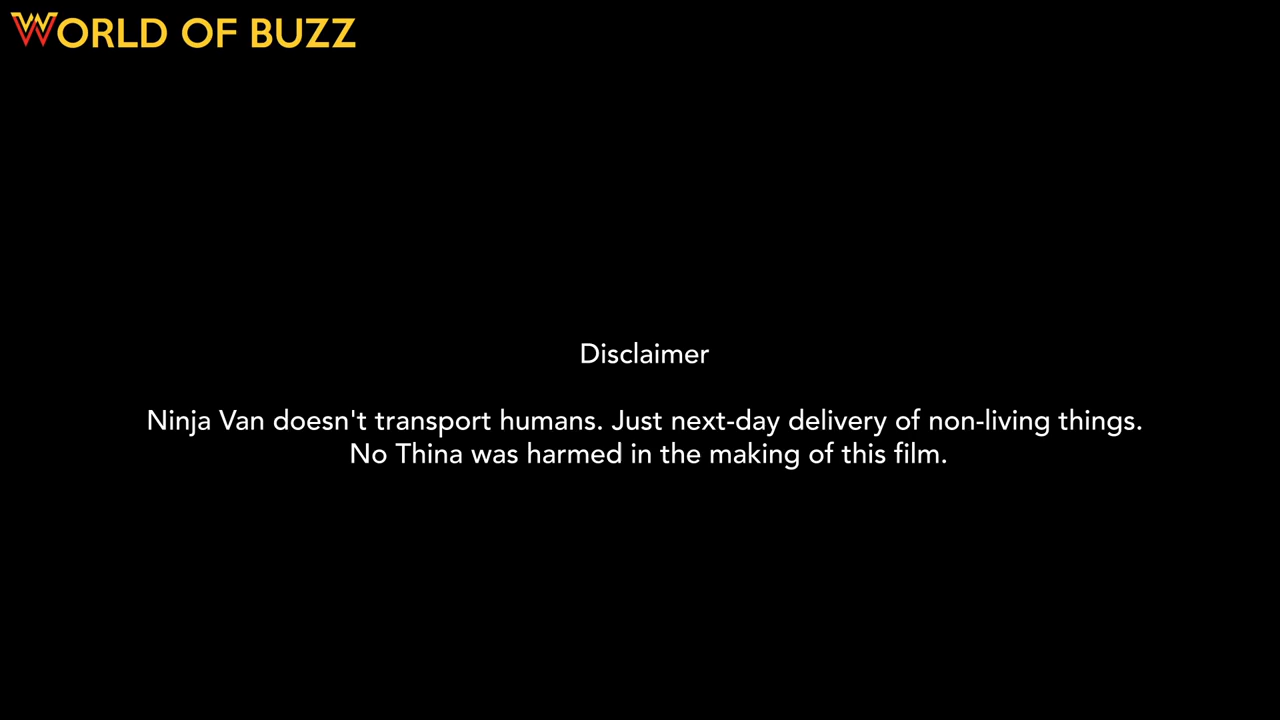 WORLD OF BUZZ
Disclaimer
Ninja Van doesn't transport humans. Just next-day delivery of non-living things.
No Thina was harmed in the making of this film.